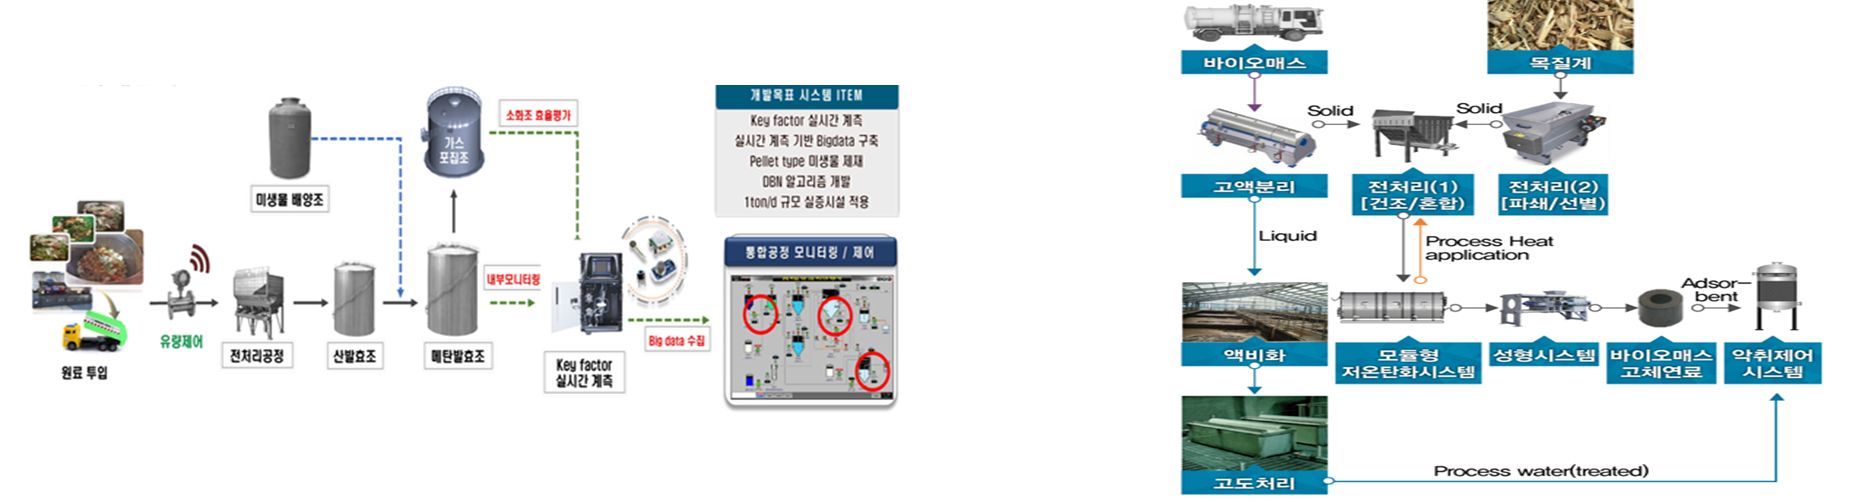 미생물 배양조
가스
포집조
소화조 효율평가
개발목표 시스템 ITEM
Key factor 실시간 계측
실시간 계측 기반 Bigdata 구축
Pellet type 미생물 제재
DBN 알고리즘 개발
1ton/d 규모 실증시설 적용
통합공정 모니터링 / 제어
내부모니터링
Big data 수집
유량제어
원료 투입
전처리공정
산발효조
메탄발효조
Key factor
실시간 계측
바이오매스
목질계
Solid
Solid
고액분리
전처리(1)
[건조/혼합]
전처리(2)
[파쇄/선별]
Liquid
Process Heat
application
Adsor-
bent
액비화
모듈형
저온탄화시스템
성형시스템
바이오매스
고체연료
악취제어
시스템
Process water(treated)
고도처리